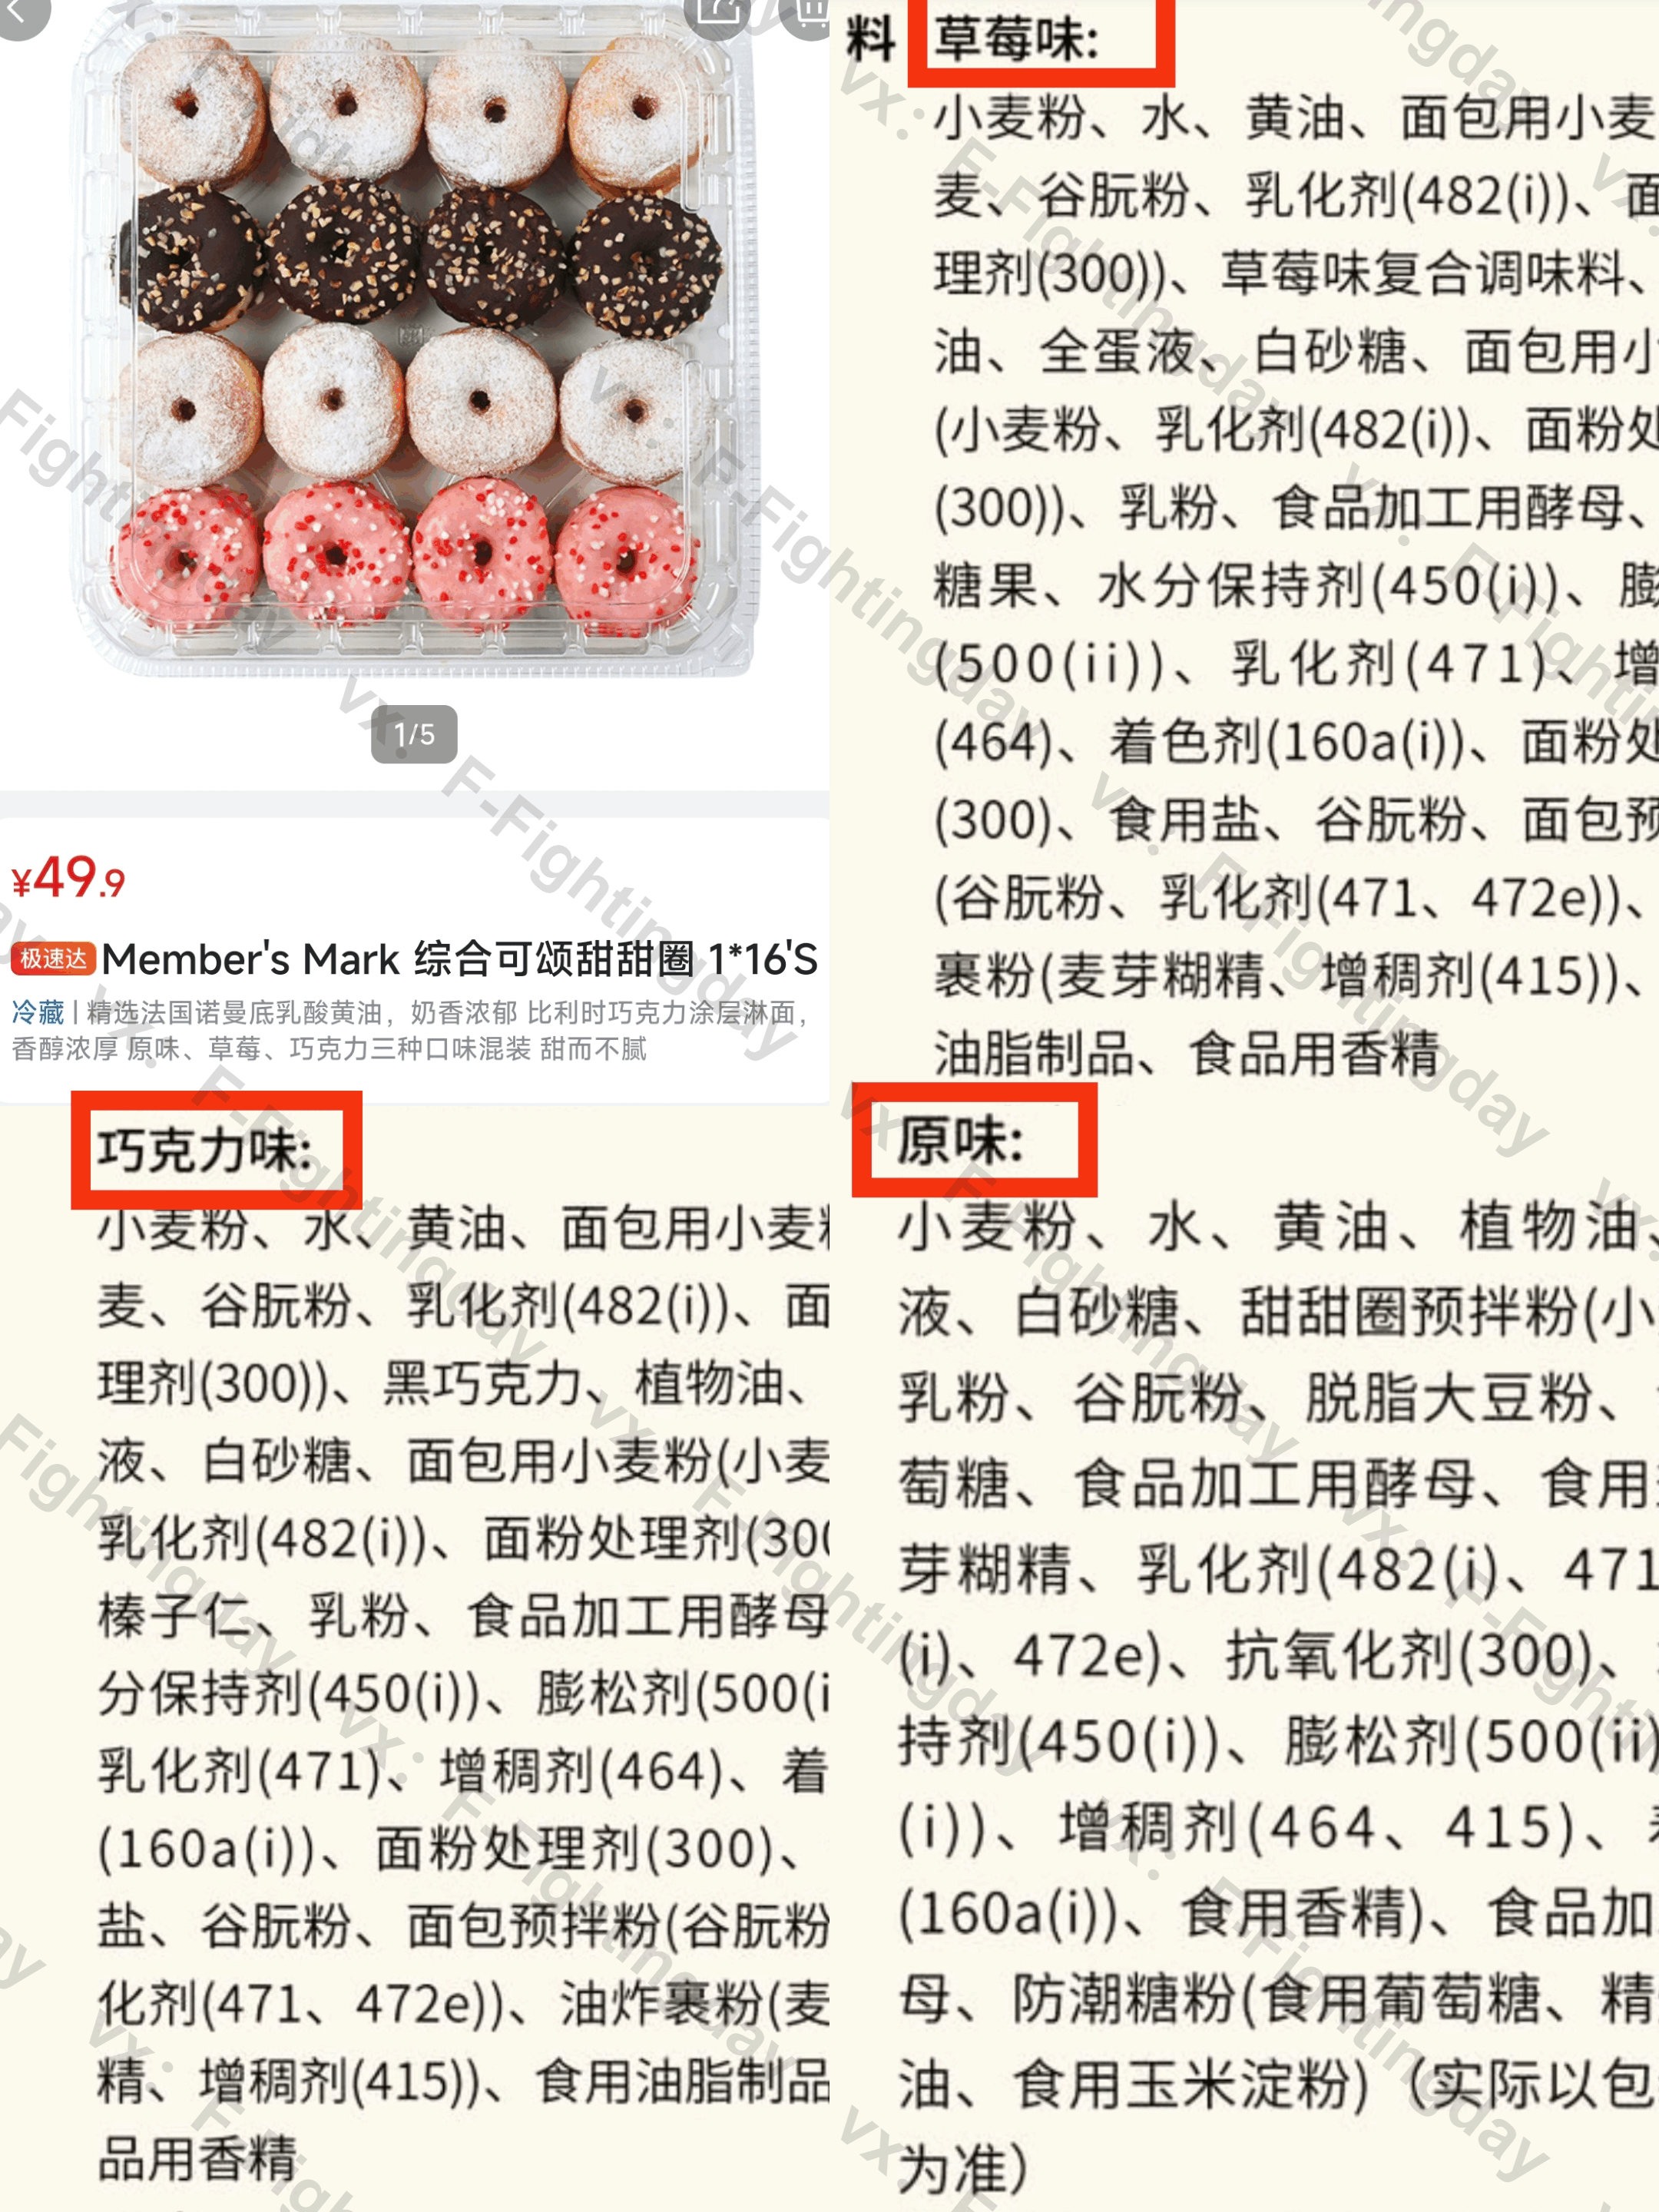 1/5
¥49.9
极速达 Member's Mark 综合可颂甜甜圈 1*16'S
冷藏 | 精选法国诺曼底乳酸黄油，奶香浓郁 比利时巧克力涂层淋面，
香醇浓厚 原味、草莓、巧克力三种口味混装 甜而不腻
料 草莓味:
小麦粉、水、黄油、面包用小麦
麦、谷朊粉、乳化剂(482(i))、面
理剂(300))、草莓味复合调味料、
油、全蛋液、白砂糖、面包用小
(小麦粉、乳化剂(482(i))、面粉处
(300))、乳粉、食品加工用酵母、
糖果、水分保持剂(450(i))、膨
(500(ii))、乳化剂(471)、增
(464)、着色剂(160a(i))、面粉处
(300)、食用盐、谷朊粉、面包预
(谷朊粉、乳化剂(471、472e))、
裹粉(麦芽糊精、增稠剂(415))、
油脂制品、食品用香精
巧克力味:
小麦粉、水、黄油、面包用小麦
麦、谷朊粉、乳化剂(482(i))、面
理剂(300))、黑巧克力、植物油、
液、白砂糖、面包用小麦粉(小麦
乳化剂(482(i))、面粉处理剂(300
榛子仁、乳粉、食品加工用酵母
分保持剂(450(i))、膨松剂(500(i
乳化剂(471)、增稠剂(464)、着
(160a(i))、面粉处理剂(300)、
盐、谷朊粉、面包预拌粉(谷朊粉
化剂(471、472e))、油炸裹粉(麦
精、增稠剂(415))、食用油脂制品
品用香精
原味:
小麦粉、水、黄油、植物油、
液、白砂糖、甜甜圈预拌粉(小
乳粉、谷朊粉、脱脂大豆粉、
萄糖、食品加工用酵母、食用
芽糊精、乳化剂(482(i)、471
(i)、472e)、抗氧化剂(300)、
持剂(450(i))、膨松剂(500(ii)
(i))、增稠剂(464、415)、
(160a(i))、食用香精)、食品加
母、防潮糖粉(食用葡萄糖、精
油、食用玉米淀粉)（实际以包
为准）
vx: F-Fightingday